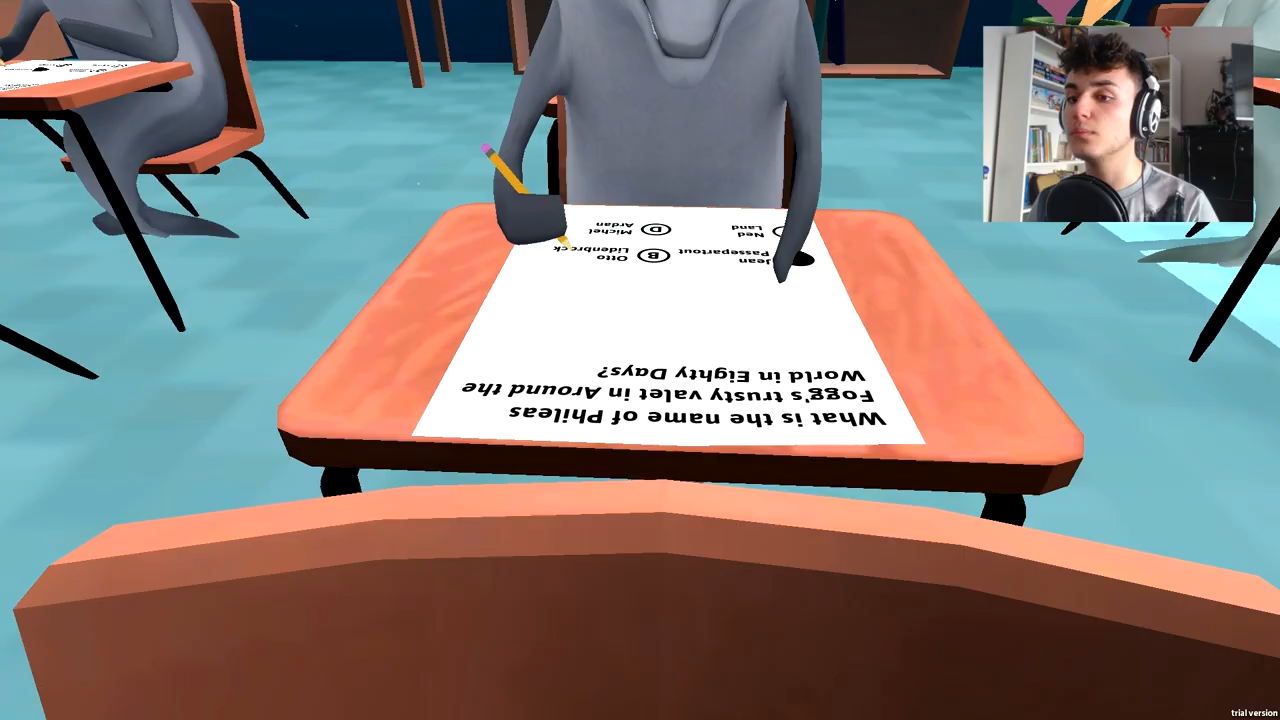 What is the name of Phileas
Fogg's trusty valet in Around the
World in Eighty Days?
Jean
Passepartout
B
Otto
Lidenbrock
Ned
Land
D
Michel
Ardan
trial version